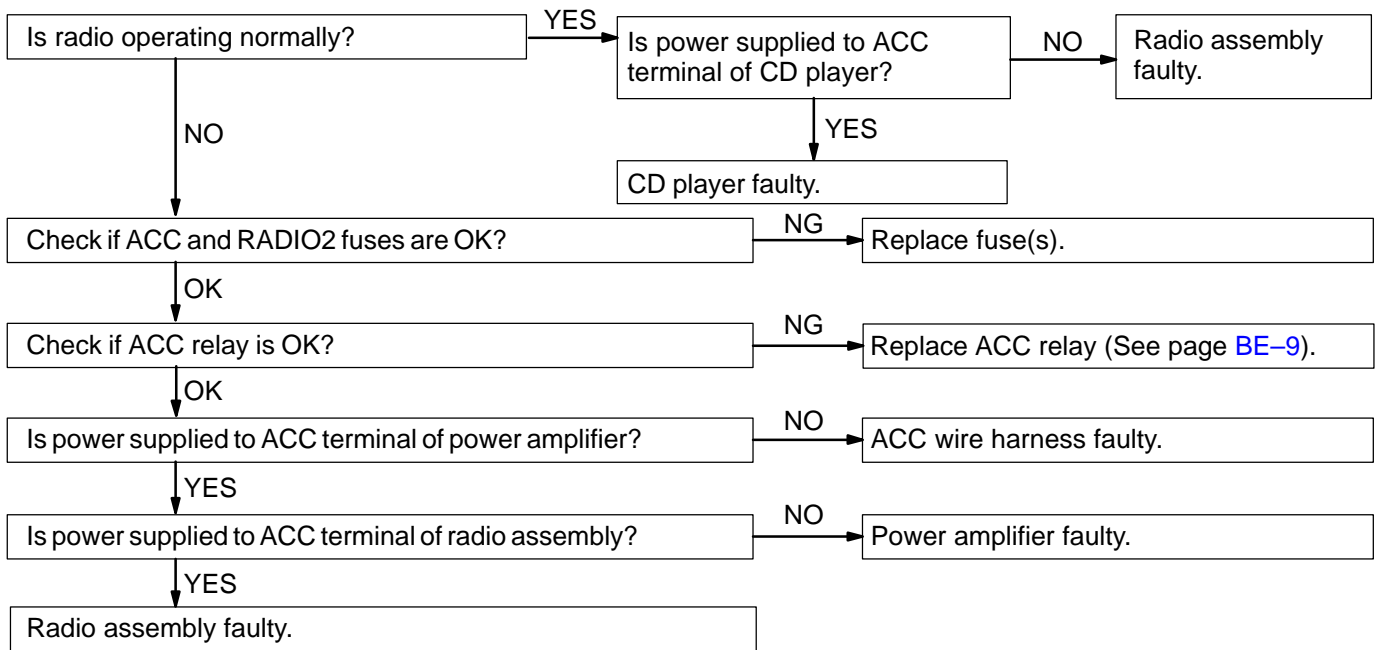 Is radio operating normally?
YES
Is power supplied to ACC
terminal of CD player?
NO
Radio assembly
faulty.
NO
YES
CD player faulty.
Check if ACC and RADIO2 fuses are OK?
NG
Replace fuse(s).
OK
Check if ACC relay is OK?
NG
Replace ACC relay (See page BE–9).
OK
Is power supplied to ACC terminal of power amplifier?
NO
ACC wire harness faulty.
YES
Is power supplied to ACC terminal of radio assembly?
NO
Power amplifier faulty.
YES
Radio assembly faulty.